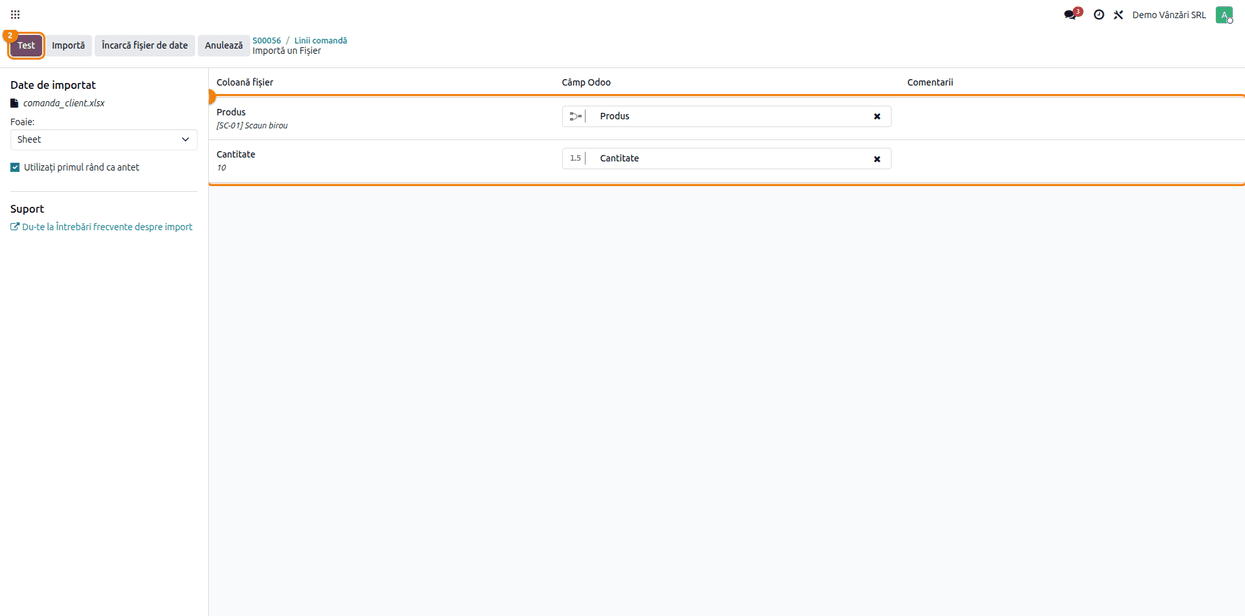 3
Demo Vânzări SRL
A
2
Test
Importă
Încarcă fișier de date
Anulează
S00056 / Linii comandă
Importă un Fișier
Date de importat
comanda_client.xlsx
Foaie:
Sheet
Utilizați primul rând ca antet
Suport
Du-te la Întrebări frecvente despre import
Coloană fișier
Câmp Odoo
Comentarii
Produs
[SC-01] Scaun birou
Produs
Cantitate
10
1.5
Cantitate